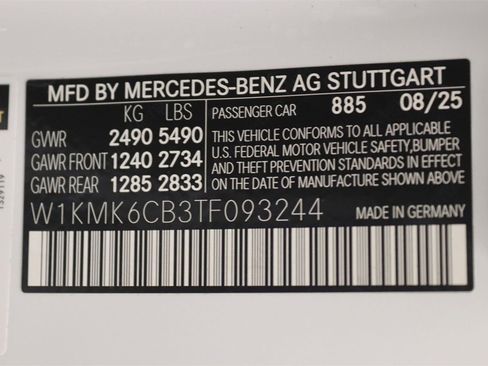 MFD BY MERCEDES-BENZ AG STUTTGART
KG LBS PASSENGER CAR 885 08/25
GVWR 2490 5490 THIS VEHICLE CONFORMS TO ALL APPLICABLE
GAWR FRONT 1240 2734 U.S. FEDERAL MOTOR VEHICLE SAFETY,BUMPER
GAWR REAR 1285 2833 AND THEFT PREVENTION STANDARDS IN EFFECT
ON THE DATE OF MANUFACTURE SHOWN ABOVE
W1KMK6CB3TF093244 MADE IN GERMANY